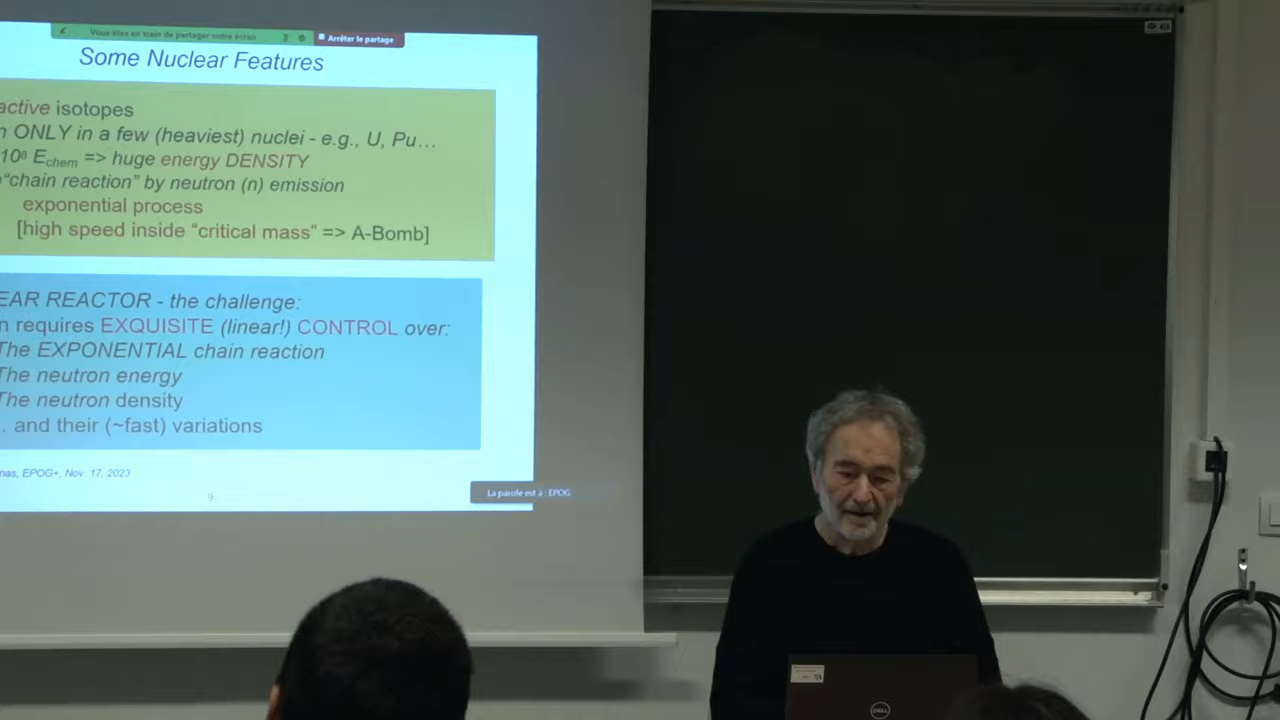 Vous êtes en train de partager votre écran
Arrêter le partage
Some Nuclear Features
active isotopes
n ONLY in a few (heaviest) nuclei - e.g., U, Pu…
10⁸ Echem => huge energy DENSITY
"chain reaction" by neutron (n) emission
exponential process
[high speed inside "critical mass" => A-Bomb]
EAR REACTOR - the challenge:
n requires EXQUISITE (linear!) CONTROL over:
The EXPONENTIAL chain reaction
The neutron energy
The neutron density
. and their (~fast) variations
nas, EPOG+, Nov 17, 2023
9
La parole est à : EPOG
DELL